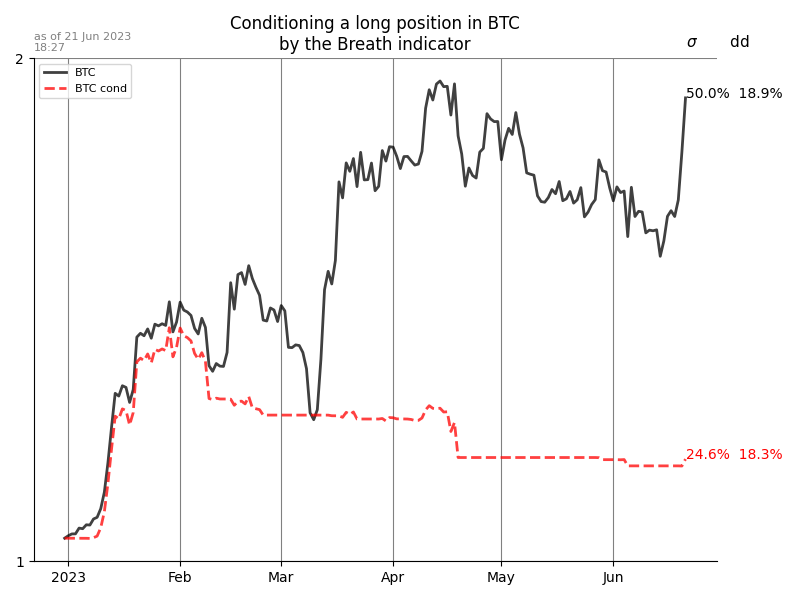 Conditioning a long position in BTC
by the Breath indicator
as of 21 Jun 2023
18:27
σ dd
2
BTC
BTC cond
50.0% 18.9%
24.6% 18.3%
1
2023 Feb Mar Apr May Jun